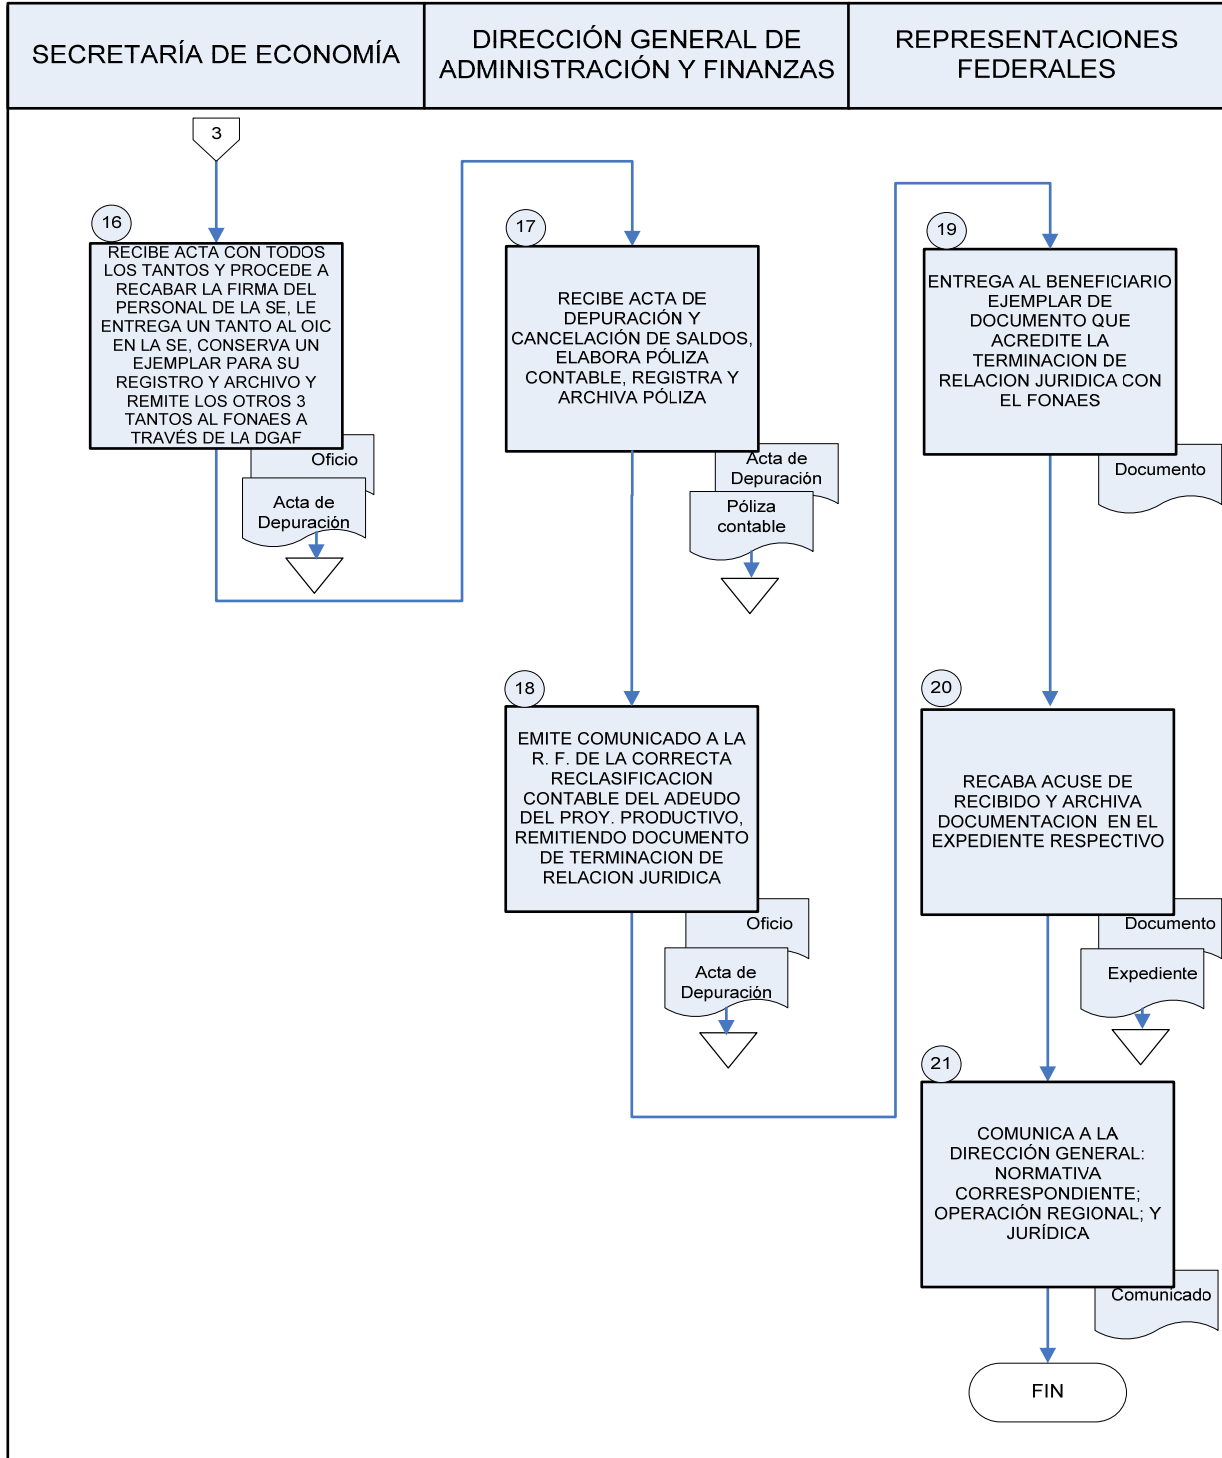 SECRETARÍA DE ECONOMÍA
DIRECCIÓN GENERAL DE
ADMINISTRACIÓN Y FINANZAS
REPRESENTACIONES
FEDERALES
3
16
RECIBE ACTA CON TODOS
LOS TANTOS Y PROCEDE A
RECABAR LA FIRMA DEL
PERSONAL DE LA SE, LE
ENTREGA UN TANTO AL OIC
EN LA SE, CONSERVA UN
EJEMPLAR PARA SU
REGISTRO Y ARCHIVO Y
REMITE LOS OTROS 3
TANTOS AL FONAES A
TRAVÉS DE LA DGAF
Oficio
Acta de
Depuración
17
RECIBE ACTA DE
DEPURACIÓN Y
CANCELACIÓN DE SALDOS,
ELABORA PÓLIZA
CONTABLE, REGISTRA Y
ARCHIVA PÓLIZA
Acta de
Depuración
Póliza
contable
18
EMITE COMUNICADO A LA
R. F. DE LA CORRECTA
RECLASIFICACION
CONTABLE DEL ADEUDO
DEL PROY. PRODUCTIVO,
REMITIENDO DOCUMENTO
DE TERMINACION DE
RELACION JURIDICA
Oficio
Acta de
Depuración
19
ENTREGA AL BENEFICIARIO
EJEMPLAR DE
DOCUMENTO QUE
ACREDITE LA
TERMINACION DE
RELACION JURIDICA CON
EL FONAES
Documento
20
RECABA ACUSE DE
RECIBIDO Y ARCHIVA
DOCUMENTACION  EN EL
EXPEDIENTE RESPECTIVO
Documento
Expediente
21
COMUNICA A LA
DIRECCIÓN GENERAL:
NORMATIVA
CORRESPONDIENTE;
OPERACIÓN REGIONAL; Y
JURÍDICA
Comunicado
FIN